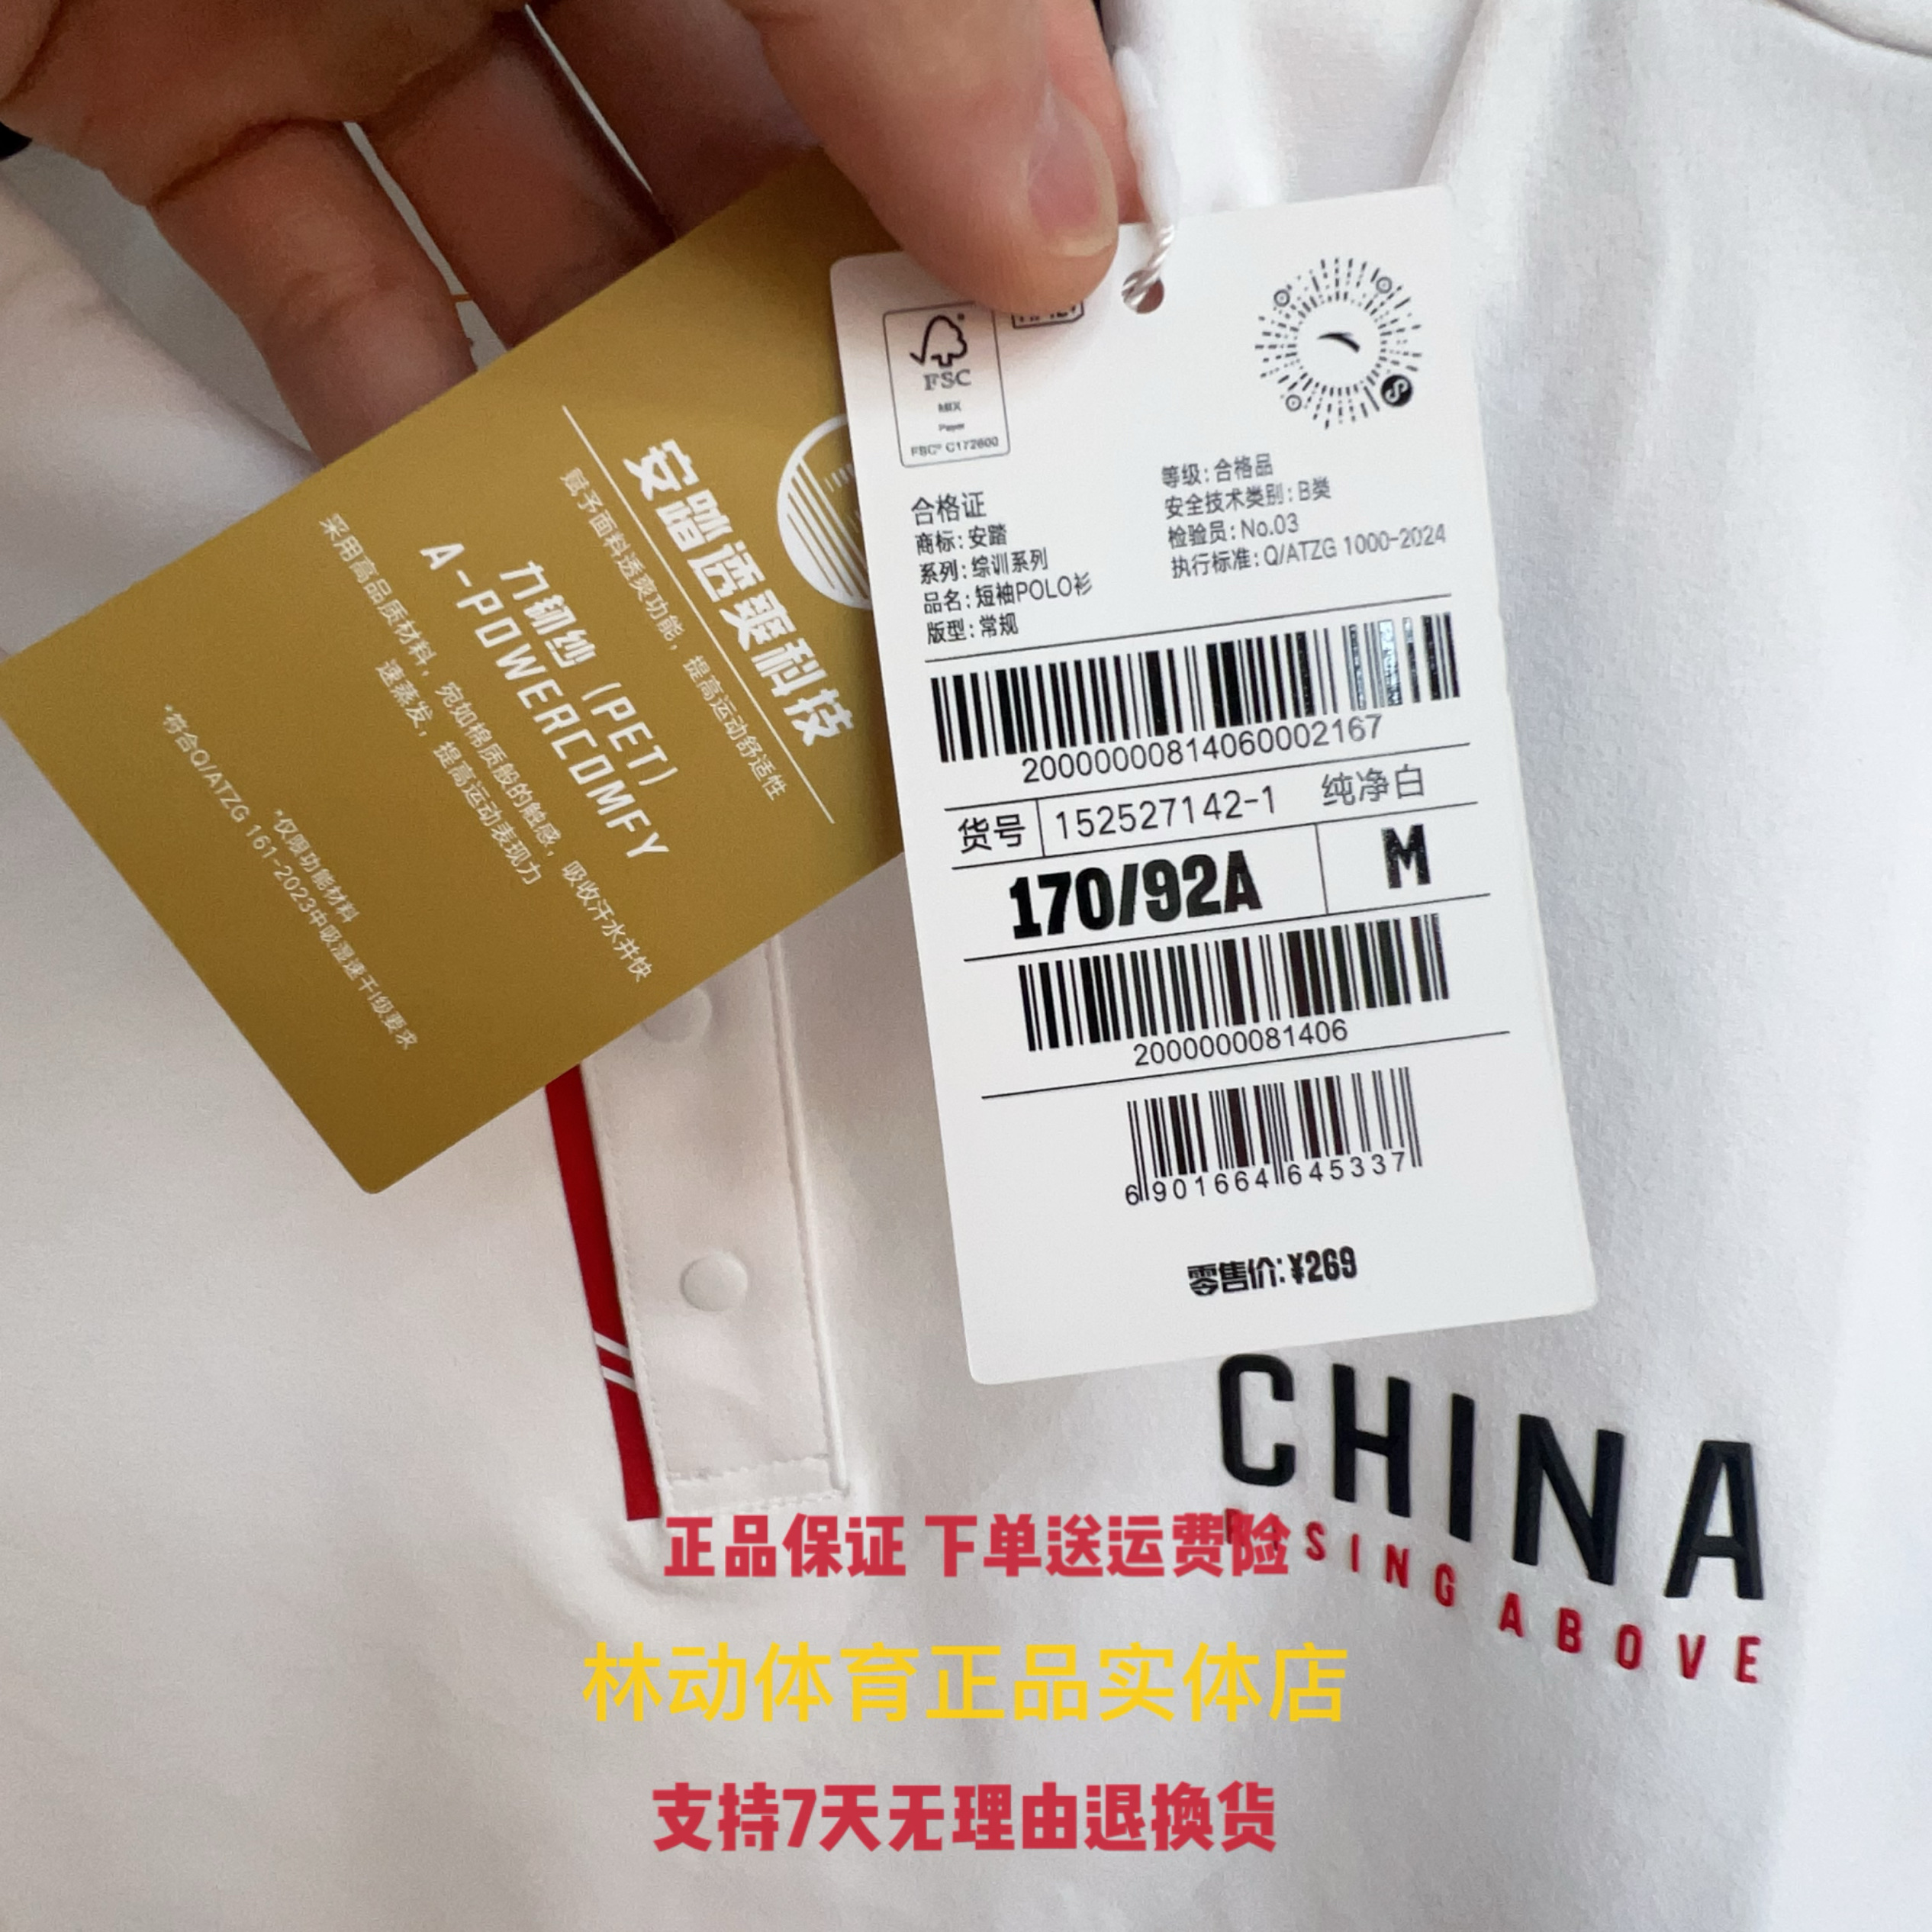 安踏透爽科技
赋予面料透爽功能，提高运动舒适性
力纲纱（PET）
A-POWERCOMFY
采用高品质材料，宛如棉质般的触感，吸收汗水并快
速蒸发，提高运动表现力
*仅限功能材料
*符合Q/ATZG 161-2023中吸湿速干I级要求
FSC
MIX
Paper
FSC® C172600
合格证
商标：安踏
系列：综训系列
品名：短袖POLO衫
版型：常规
等级：合格品
安全技术类别：B类
检验员：No.03
执行标准：Q/ATZG 1000-2024
20000000814060002167
货号 152527142-1 纯净白
170/92A M
2000000081406
6901664645337
零售价：¥269
CHINA
RISING ABOVE
正品保证 下单送运费险
林动体育正品实体店
支持7天无理由退换货